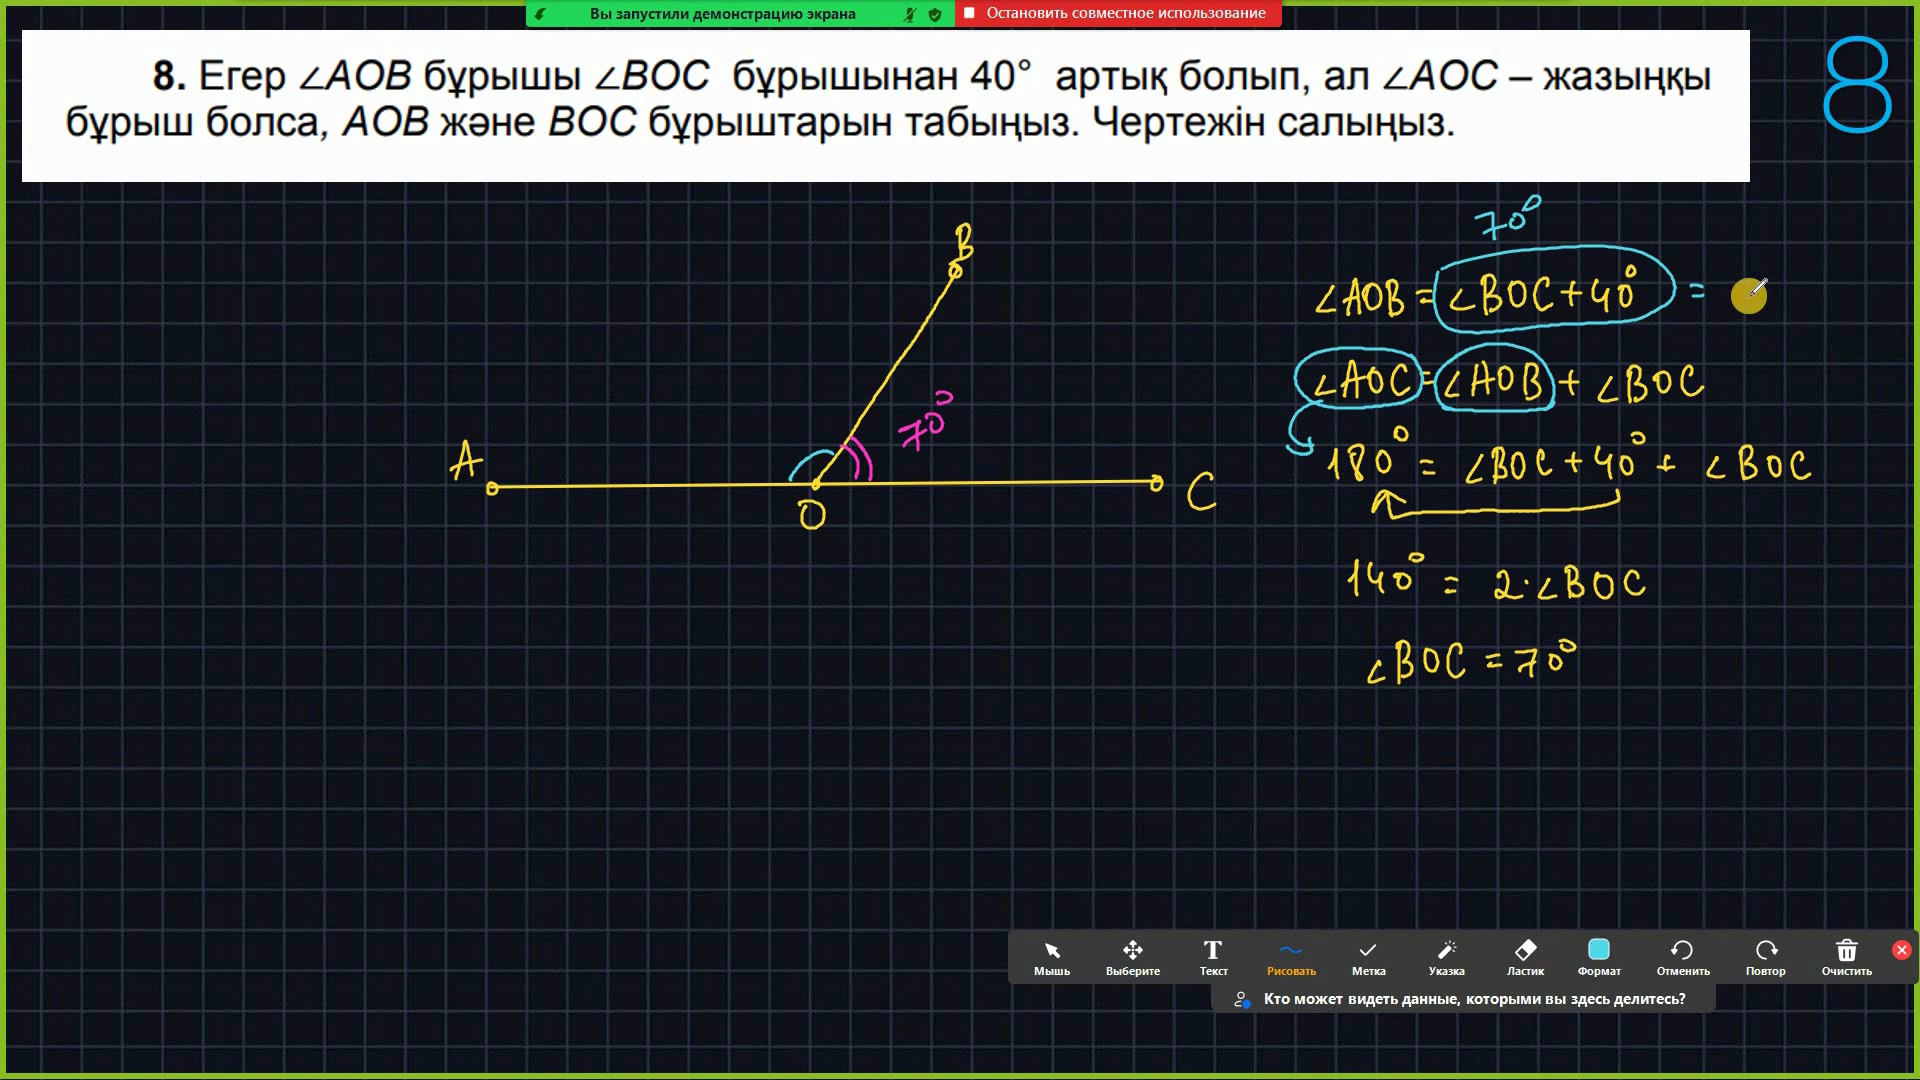 Вы запустили демонстрацию экрана
Остановить совместное использование
8. Егер ∠AOB бұрышы ∠BOC бұрышынан 40° артық болып, ал ∠AOC – жазыңқы
бұрыш болса, AOB және BOC бұрыштарын табыңыз. Чертежін салыңыз.
8
70°
∠AOB = ∠BOC + 40° =
∠AOC = ∠AOB + ∠BOC
180° = ∠BOC + 40° + ∠BOC
140° = 2·∠BOC
∠BOC = 70°
B
70°
A
O
C
Мышь
Выберите
Текст
Рисовать
Метка
Указка
Ластик
Формат
Отменить
Повтор
Очистить
Кто может видеть данные, которыми вы здесь делитесь?